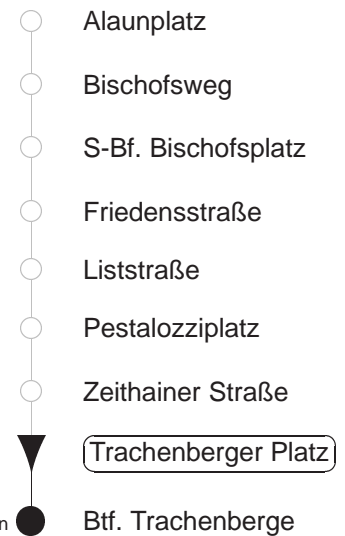 Alaunplatz
Bischofsweg
S-Bf. Bischofsplatz
Friedensstraße
Liststraße
Pestalozziplatz
Zeithainer Straße
Trachenberger Platz
Btf. Trachenberge